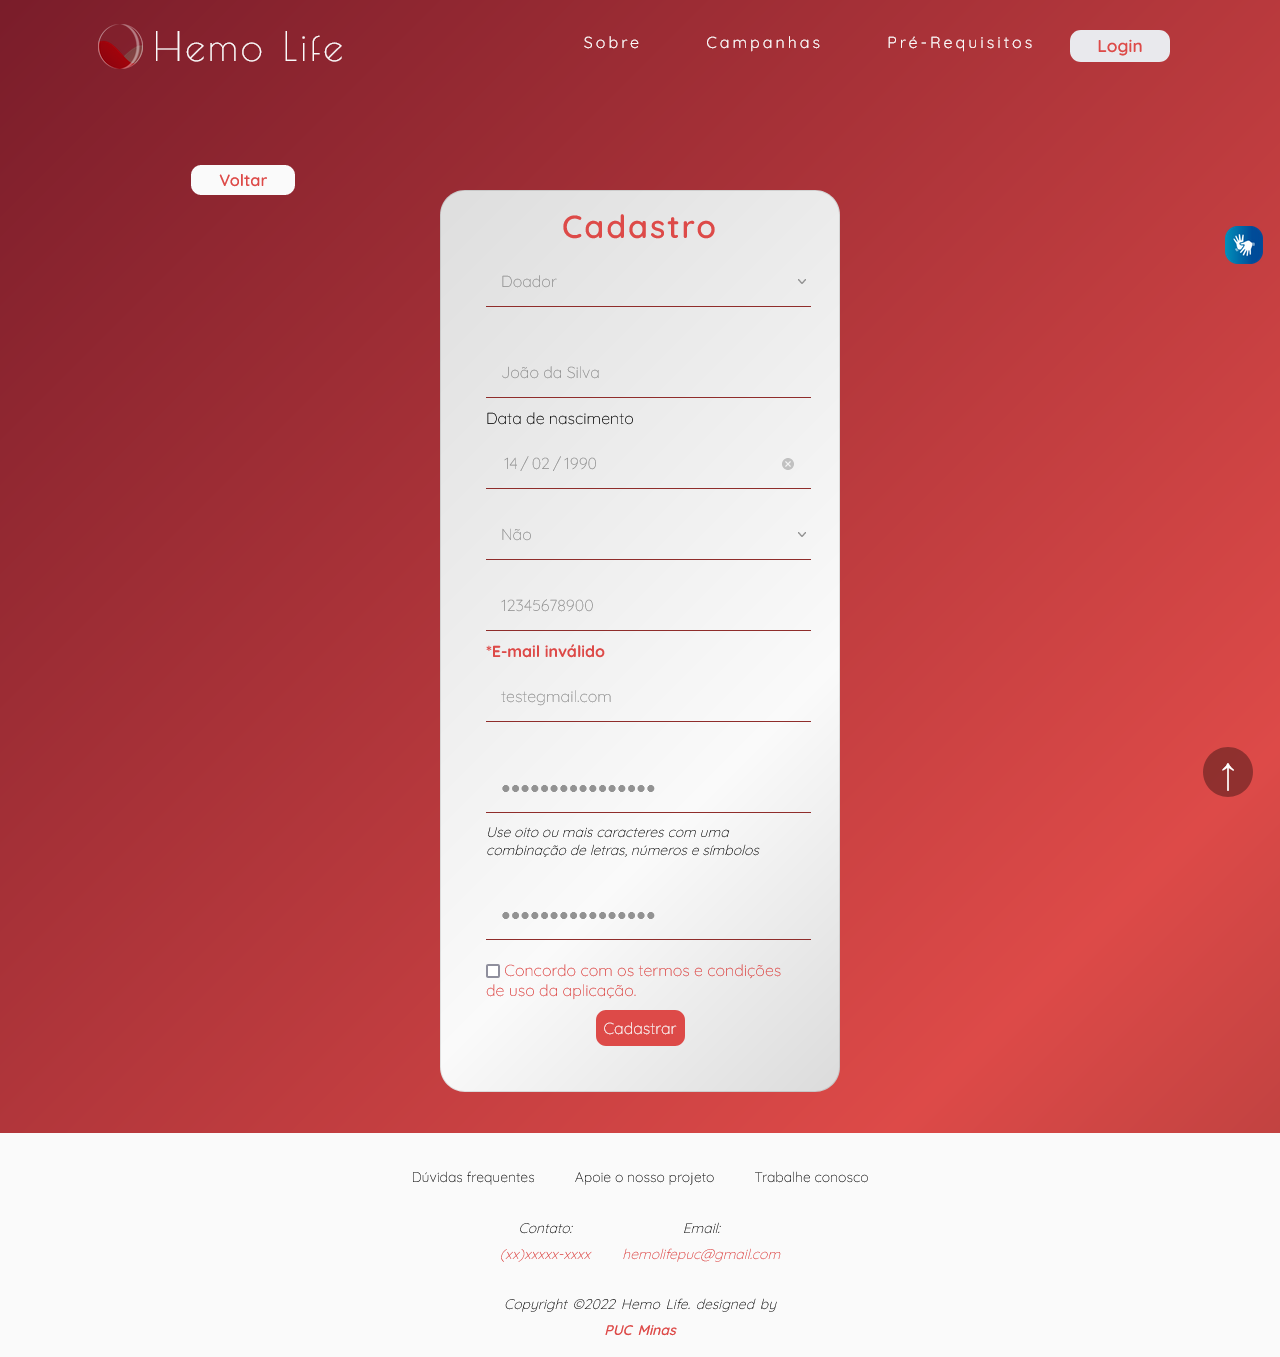 Hemo Life
Sobre
Campanhas
Pré-Requisitos
Login
Voltar
Cadastro
Doador
João da Silva
Data de nascimento
14 / 02 / 1990
Não
12345678900
*E-mail inválido
testegmail.com
••••••••••••••••
Use oito ou mais caracteres com uma
combinação de letras, números e símbolos
••••••••••••••••
Concordo com os termos e condições
de uso da aplicação.
Cadastrar
↑
Dúvidas frequentes
Apoie o nosso projeto
Trabalhe conosco
Contato:
Email:
(xx)xxxxx-xxxx
hemolifepuc@gmail.com
Copyright ©2022 Hemo Life. designed by
PUC Minas